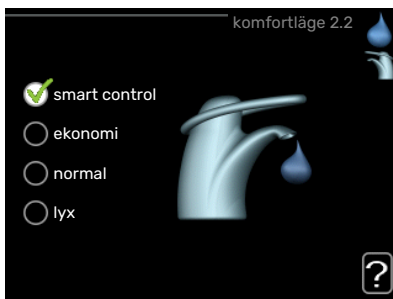 komfortläge 2.2
smart control
ekonomi
normal
lyx
?